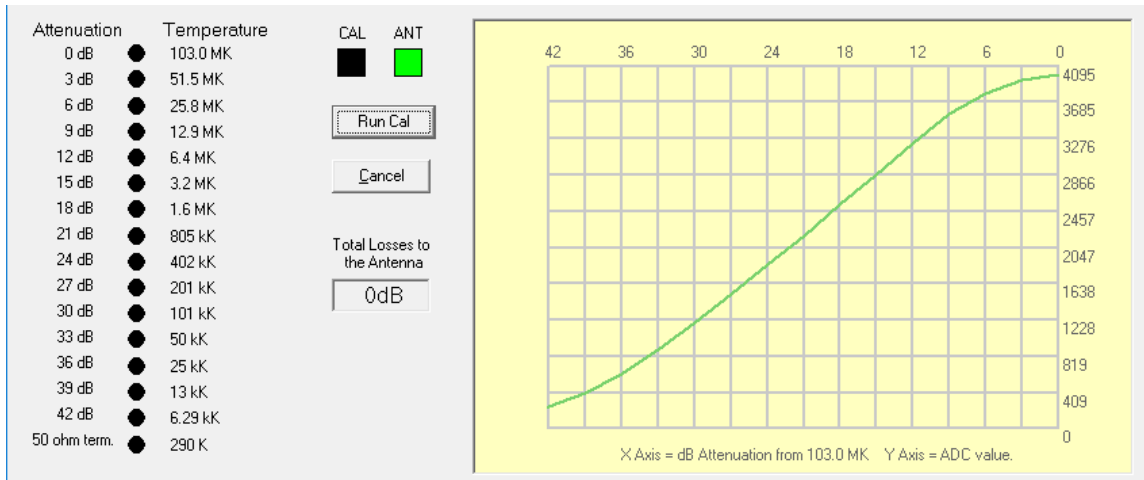 Attenuation Temperature
0 dB 103.0 MK
3 dB 51.5 MK
6 dB 25.8 MK
9 dB 12.9 MK
12 dB 6.4 MK
15 dB 3.2 MK
18 dB 1.6 MK
21 dB 805 kK
24 dB 402 kK
27 dB 201 kK
30 dB 101 kK
33 dB 50 kK
36 dB 25 kK
39 dB 13 kK
42 dB 6.29 kK
50 ohm term. 290 K
CAL ANT
Run Cal
Cancel
Total Losses to
the Antenna
0dB
42 36 30 24 18 12 6 0
4095
3685
3276
2866
2457
2047
1638
1228
819
409
0
X Axis = dB Attenuation from 103.0 MK Y Axis = ADC value.